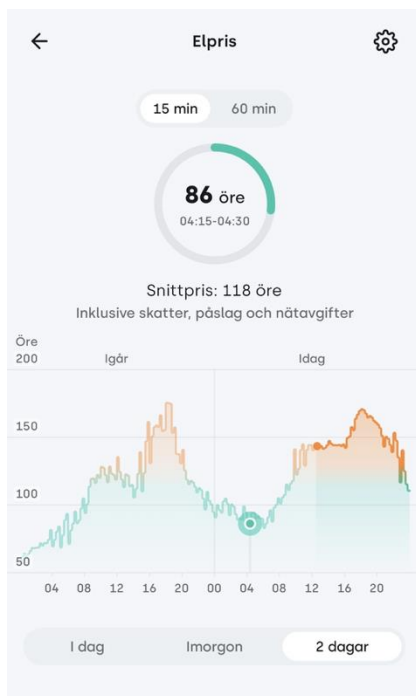 Elpris
15 min 60 min
86 öre
04:15-04:30
Snittpris: 118 öre
Inklusive skatter, påslag och nätavgifter
Öre
200 Igår Idag
150
100
50
04 08 12 16 20 00 04 08 12 16 20
I dag Imorgon 2 dagar